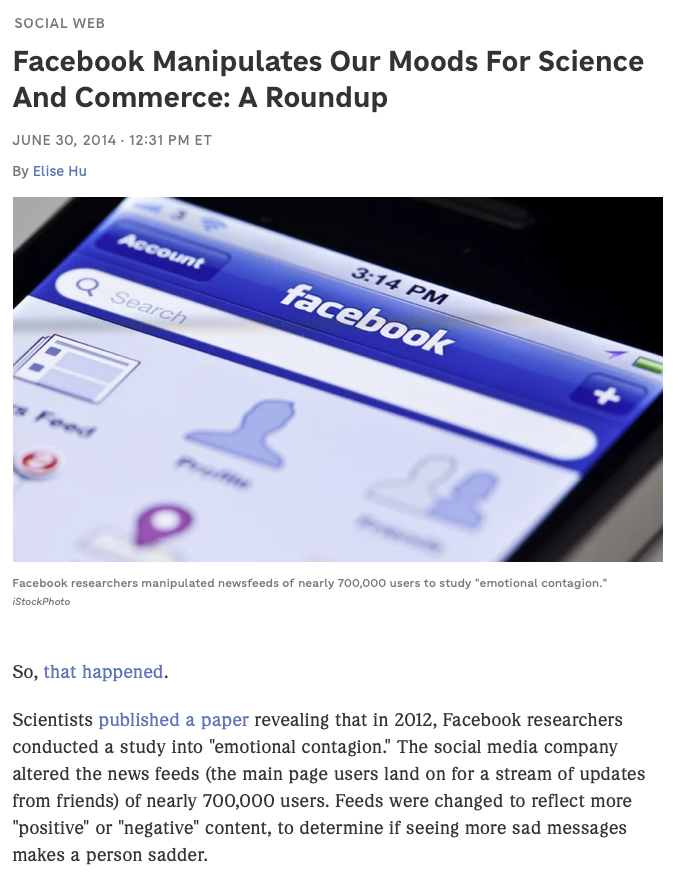 SOCIAL WEB
Facebook Manipulates Our Moods For Science
And Commerce: A Roundup
JUNE 30, 2014 · 12:31 PM ET
By Elise Hu
3
Account
3:14 PM
facebook
Search
s Feed
Profile
Friends
2
Facebook researchers manipulated newsfeeds of nearly 700,000 users to study "emotional contagion."
iStockPhoto
So, that happened.
Scientists published a paper revealing that in 2012, Facebook researchers
conducted a study into "emotional contagion." The social media company
altered the news feeds (the main page users land on for a stream of updates
from friends) of nearly 700,000 users. Feeds were changed to reflect more
"positive" or "negative" content, to determine if seeing more sad messages
makes a person sadder.